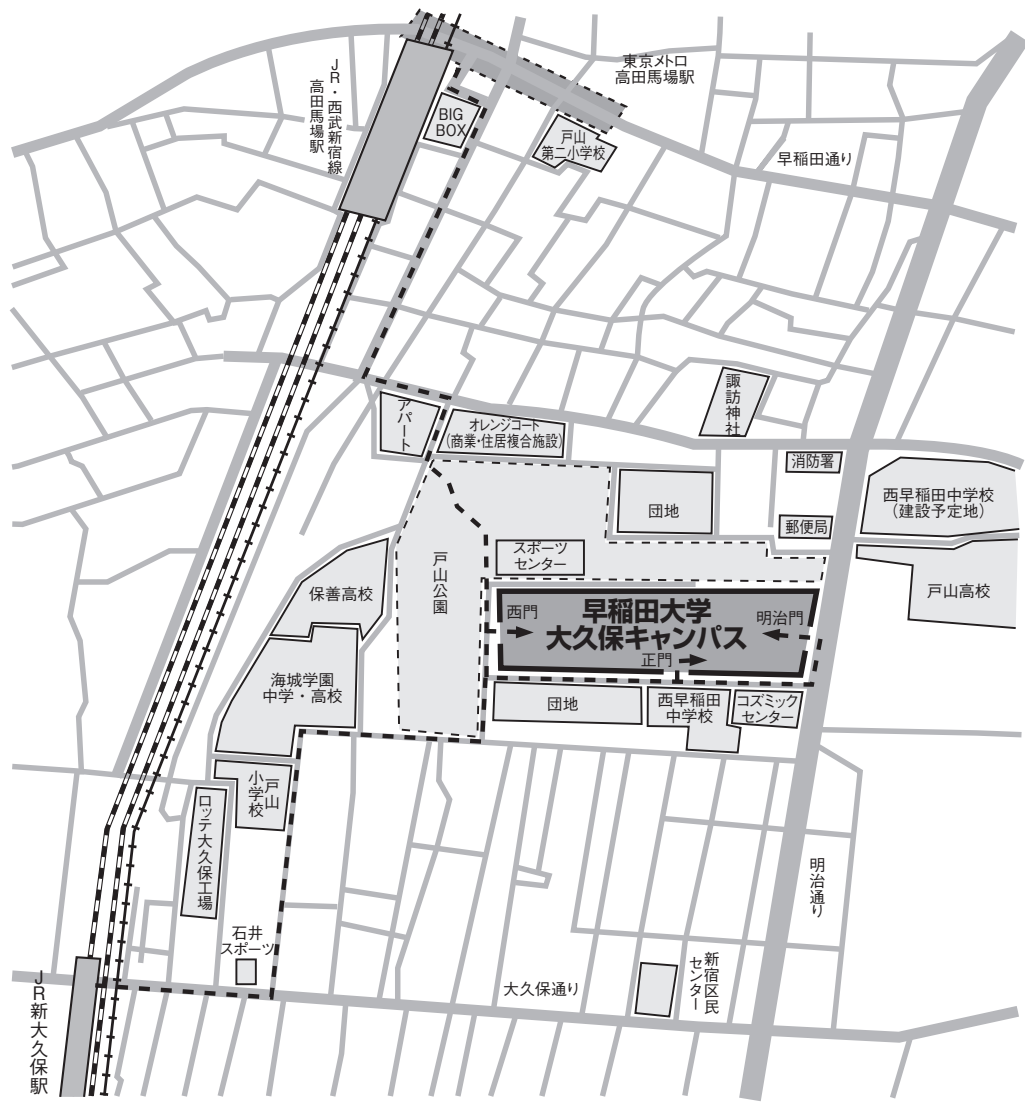 JR・西武新宿線
高田馬場駅
BIG
BOX
東京メトロ
高田馬場駅
戸山
第二小学校
早稲田通り
諏訪神社
アパート
オレンジコート
(商業・住居複合施設)
消防署
西早稲田中学校
(建設予定地)
団地
郵便局
スポーツ
センター
戸山公園
戸山高校
保善高校
西門
早稲田大学
大久保キャンパス
明治門
正門
海城学園
中学・高校
団地
西早稲田
中学校
コズミック
センター
戸山
小学校
ロッテ大久保工場
明治通り
石井
スポーツ
大久保通り
新宿区民
センター
JR新大久保駅